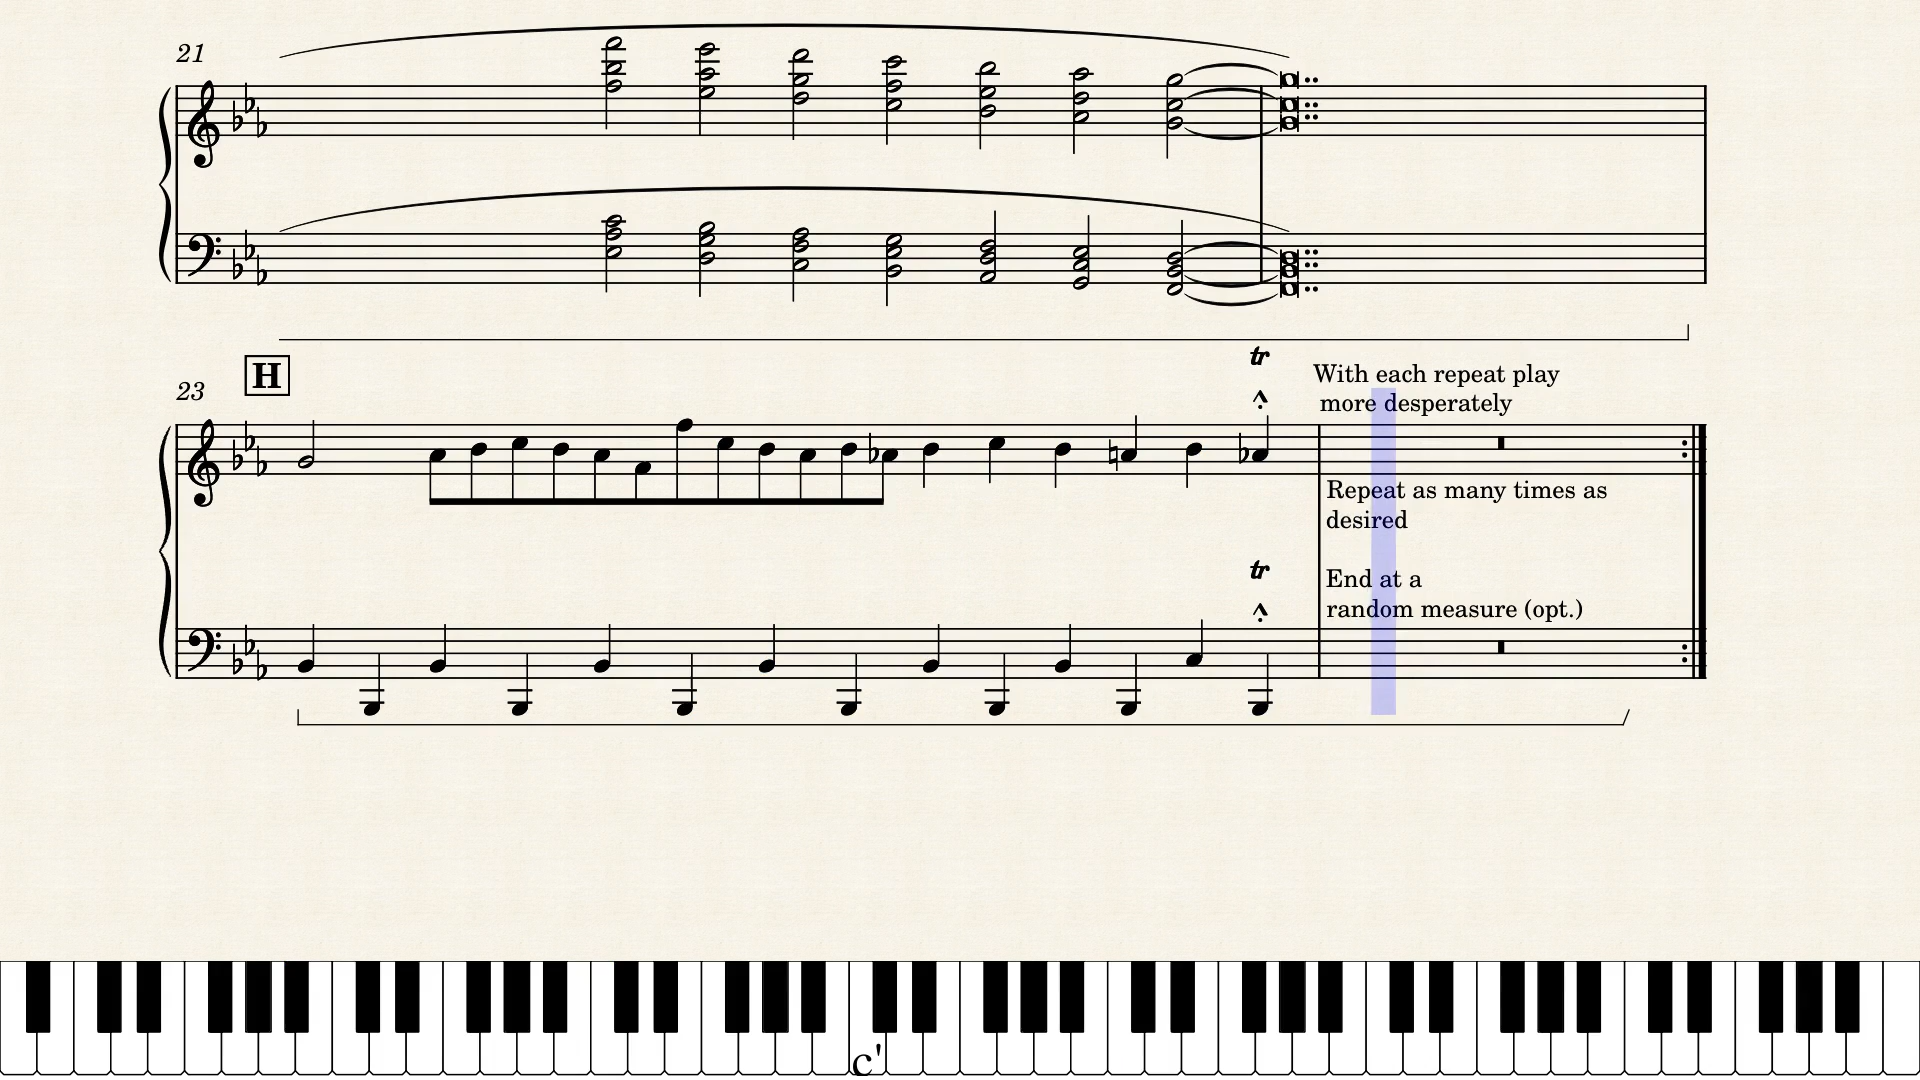 21
23
H
tr
With each repeat play
more desperately
Repeat as many times as
desired
tr
End at a
random measure (opt.)
c'